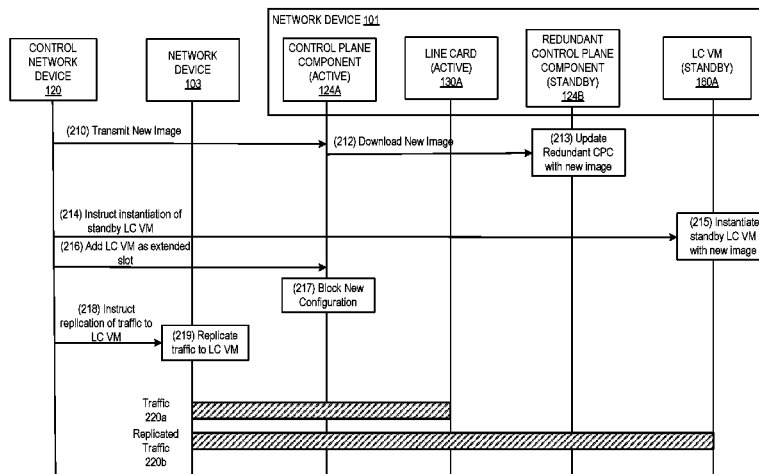 NETWORK DEVICE 101
CONTROL
NETWORK
DEVICE
120
NETWORK
DEVICE
103
CONTROL PLANE
COMPONENT
(ACTIVE)
124A
LINE CARD
(ACTIVE)
130A
REDUNDANT
CONTROL PLANE
COMPONENT
(STANDBY)
124B
LC VM
(STANDBY)
160A
(210) Transmit New Image
(212) Download New Image
(213) Update
Redundant CPC
with new image
(214) Instruct instantiation of
standby LC VM
(215) Instantiate
standby LC VM
with new image
(216) Add LC VM as extended
slot
(217) Block New
Configuration
(218) Instruct
replication of traffic to
LC VM
(219) Replicate
traffic to LC VM
Traffic
220a
Replicated
Traffic
220b